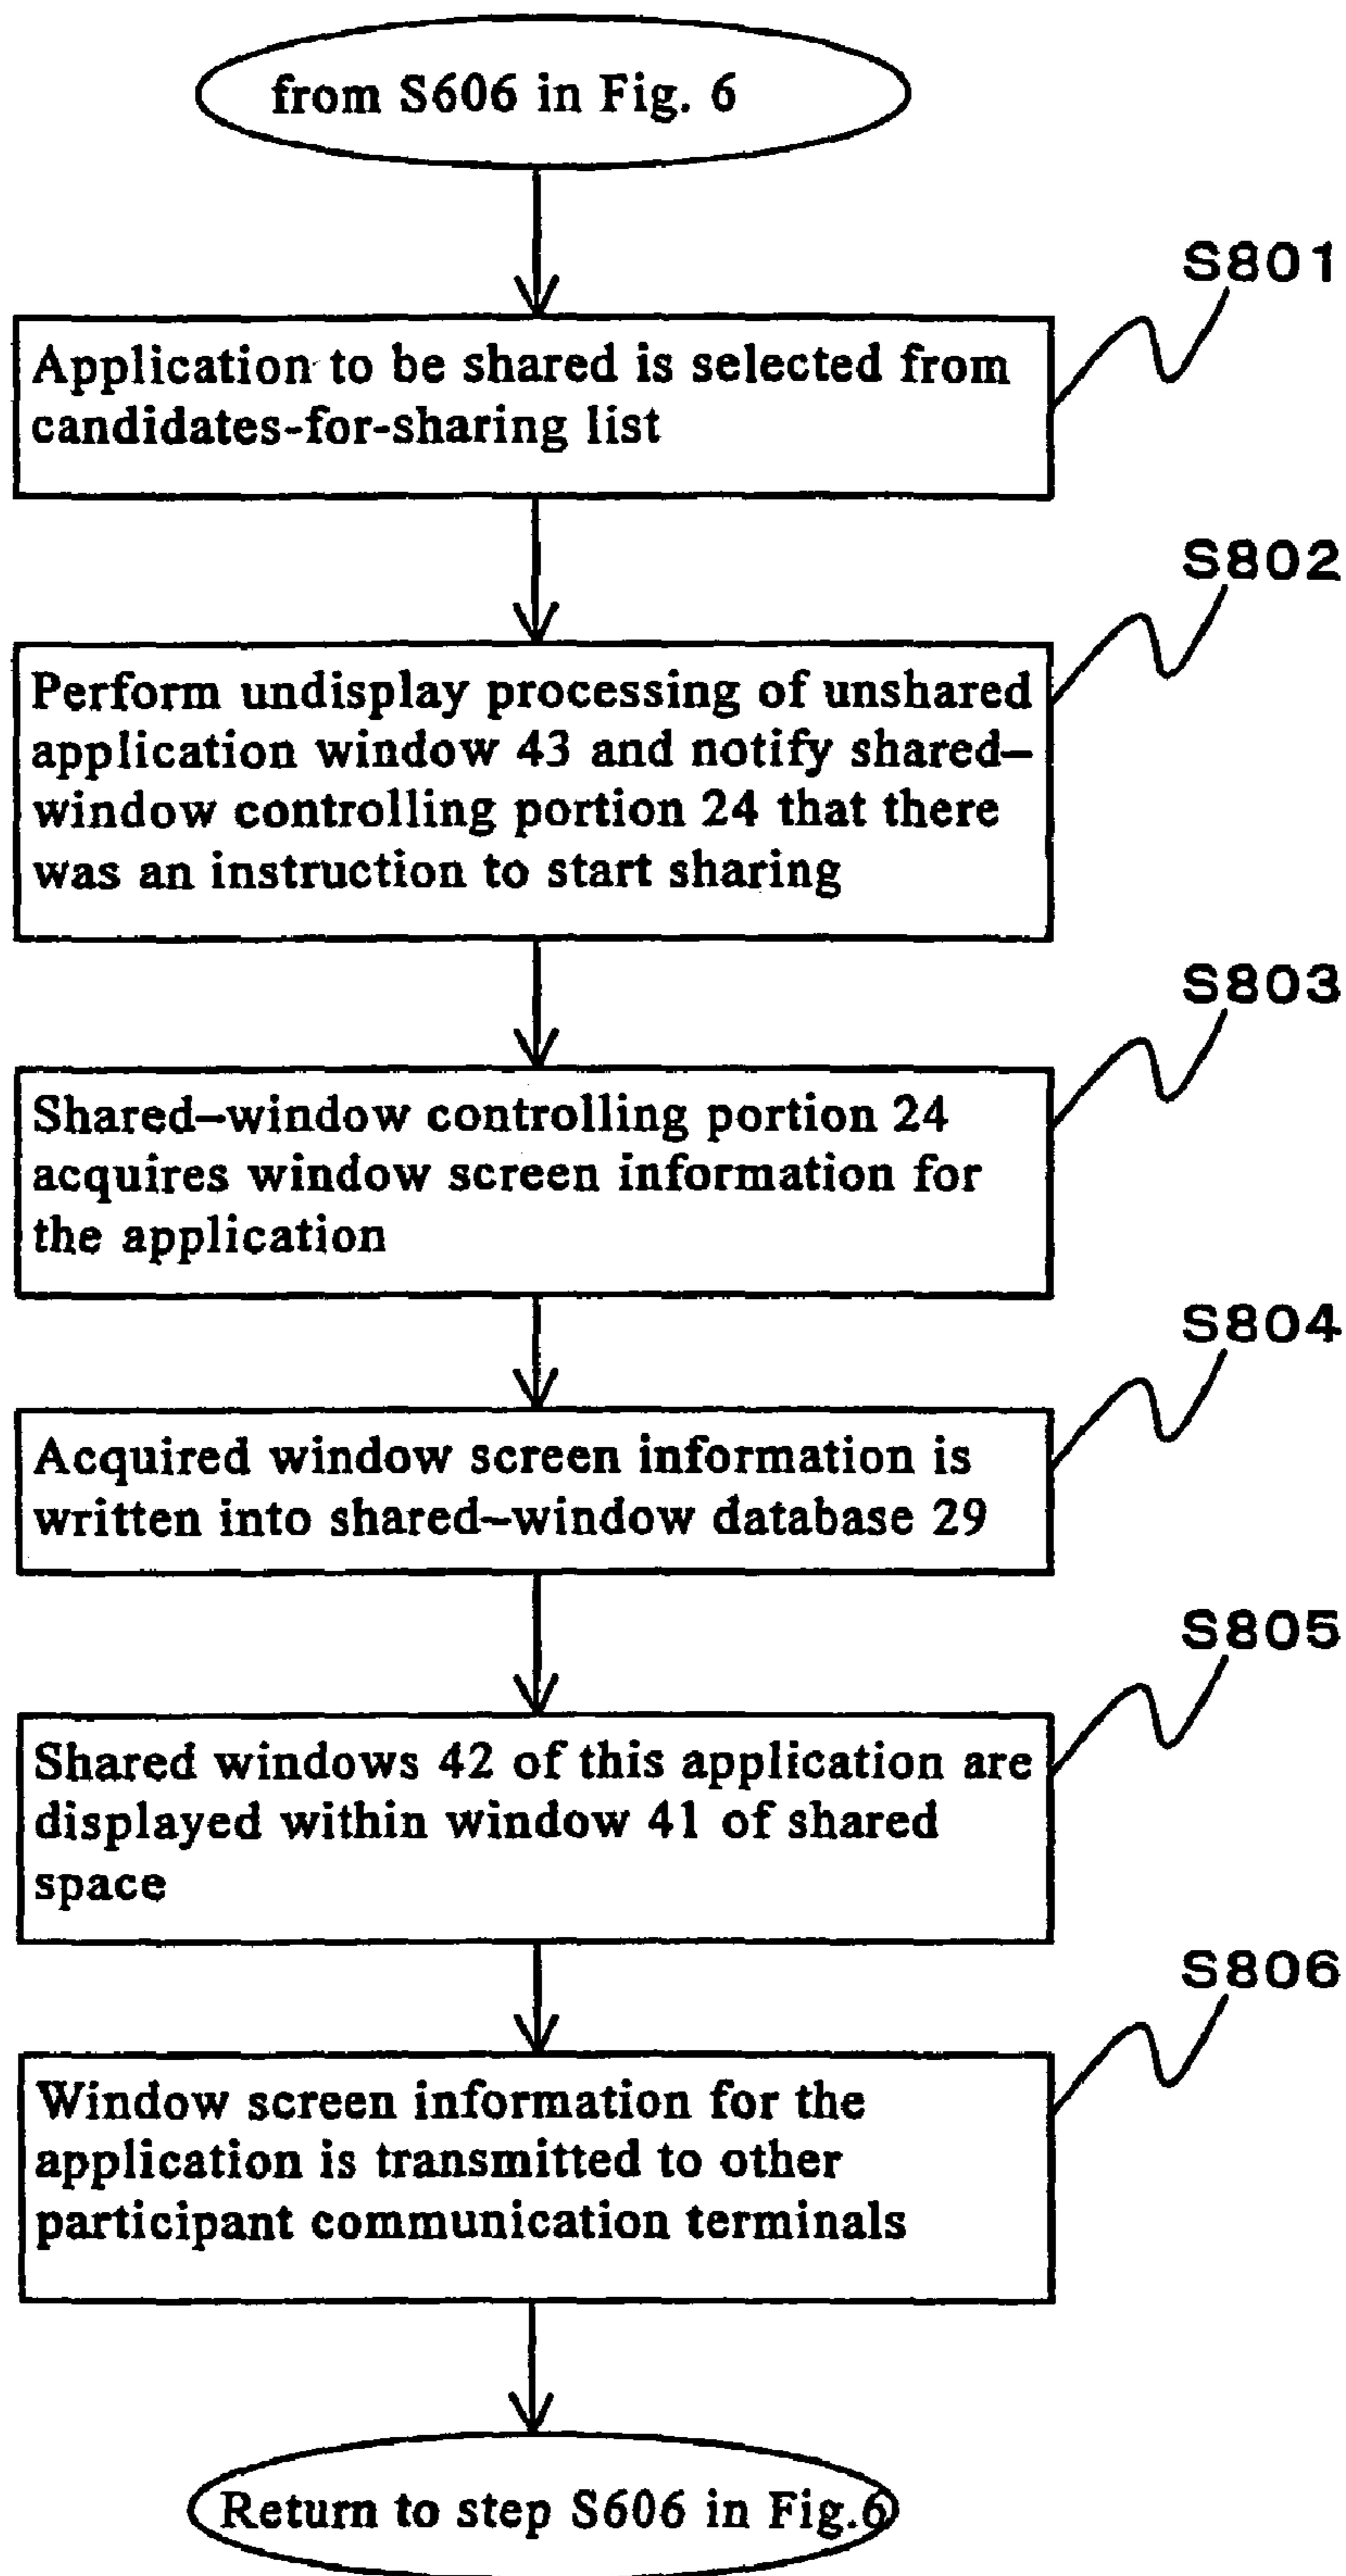 from S606 in Fig. 6
S801
Application to be shared is selected from
candidates-for-sharing list
S802
Perform undisplay processing of unshared
application window 43 and notify shared–
window controlling portion 24 that there
was an instruction to start sharing
S803
Shared–window controlling portion 24
acquires window screen information for
the application
S804
Acquired window screen information is
written into shared–window database 29
S805
Shared windows 42 of this application are
displayed within window 41 of shared
space
S806
Window screen information for the
application is transmitted to other
participant communication terminals
Return to step S606 in Fig.6